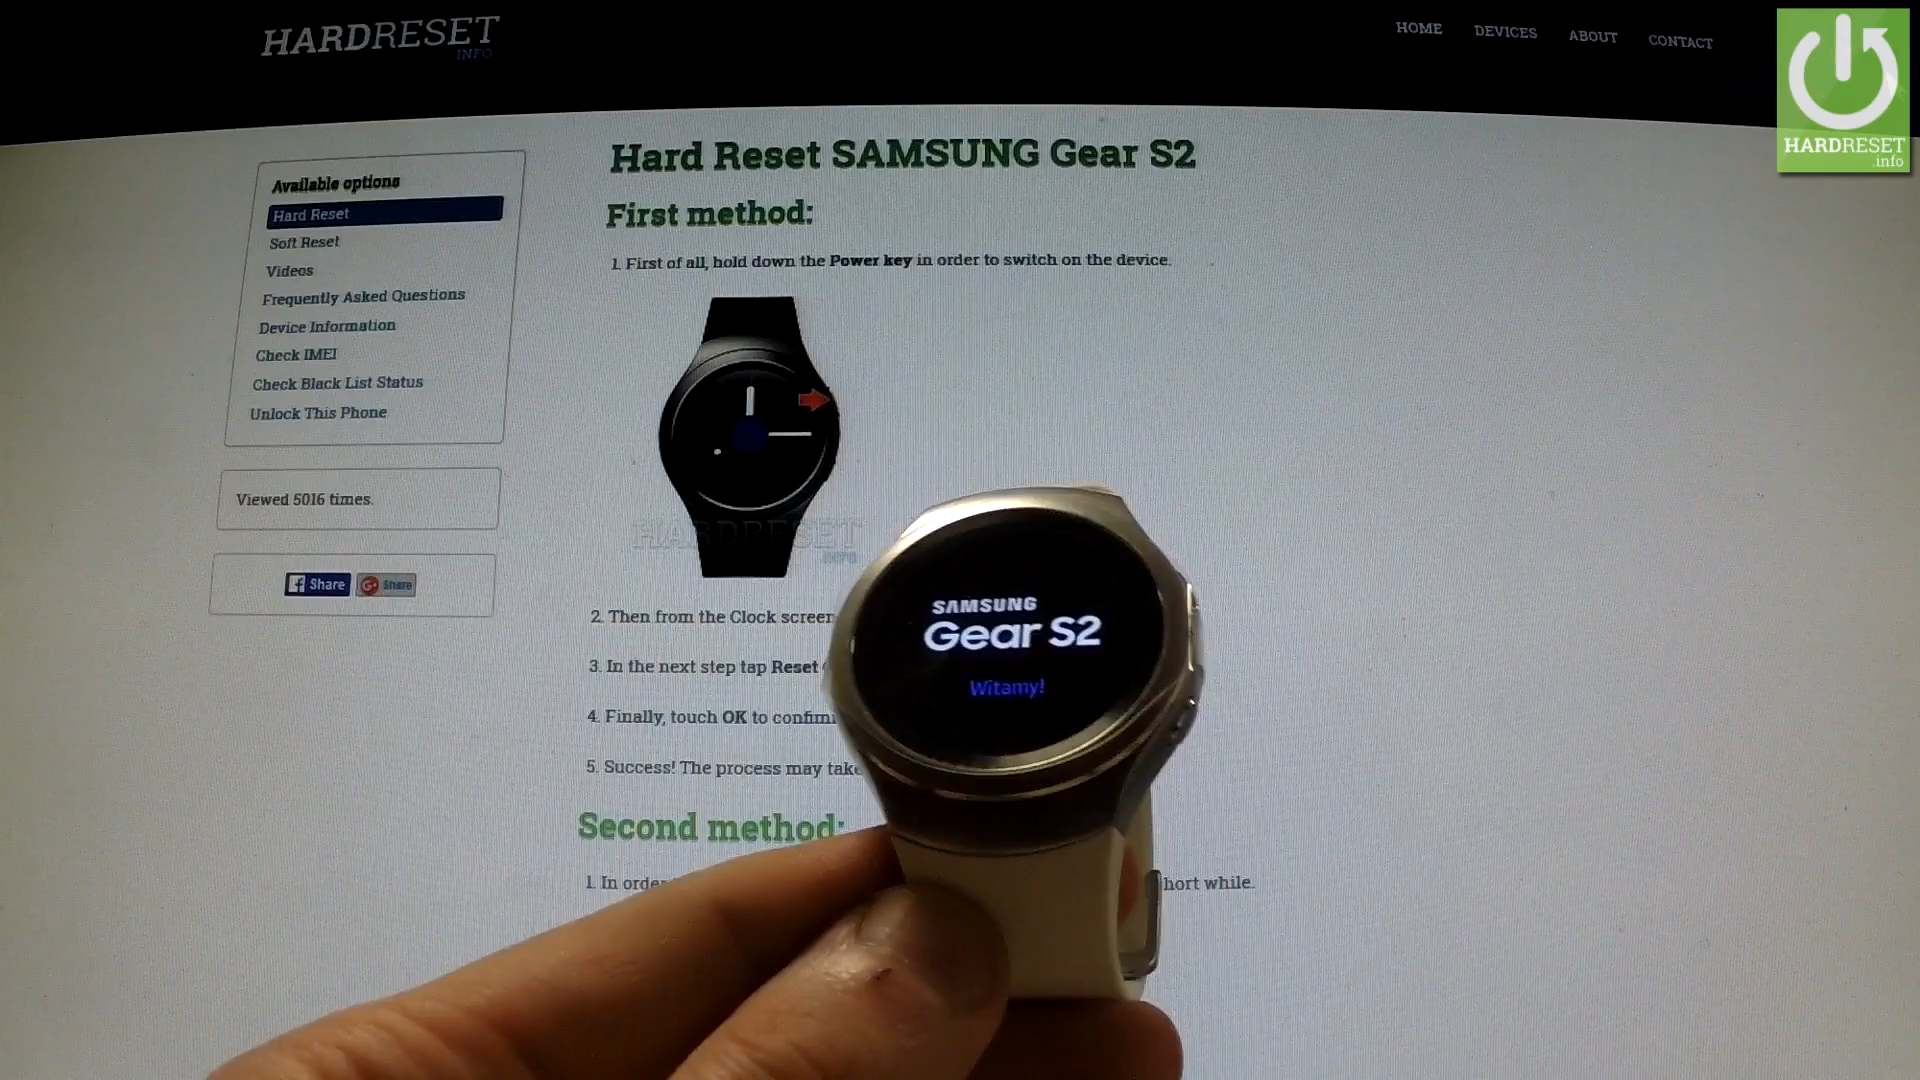 HARDRESET
INFO
HOME DEVICES ABOUT CONTACT
HARDRESET
.info
Available options
Hard Reset
Soft Reset
Videos
Frequently Asked Questions
Device Information
Check IMEI
Check Black List Status
Unlock This Phone
Viewed 5016 times.
Share
Share
Hard Reset SAMSUNG Gear S2
First method:
1. First of all, hold down the Power key in order to switch on the device.
HARDRESET
INFO
2. Then from the Clock screen
3. In the next step tap Reset
4. Finally, touch OK to confirm
5. Success! The process may take
Second method:
1. In order hort while.
SAMSUNG
Gear S2
Witamy!